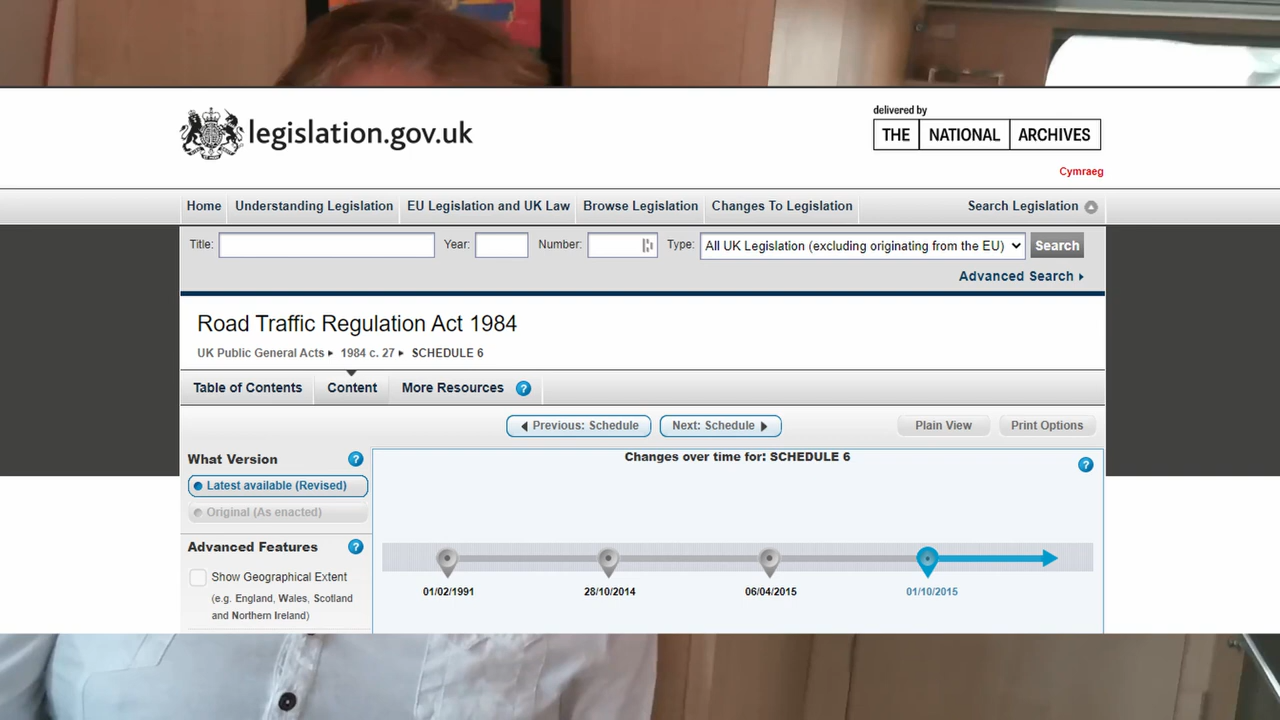 legislation.gov.uk
delivered by
THE NATIONAL ARCHIVES
Cymraeg
Home Understanding Legislation EU Legislation and UK Law Browse Legislation Changes To Legislation Search Legislation
Title: Year: Number: Type: All UK Legislation (excluding originating from the EU) Search
Advanced Search
Road Traffic Regulation Act 1984
UK Public General Acts 1984 c. 27 SCHEDULE 6
Table of Contents Content More Resources ?
Previous: Schedule Next: Schedule Plain View Print Options
What Version ?
Latest available (Revised)
Original (As enacted)
Advanced Features ?
Show Geographical Extent
(e.g. England, Wales, Scotland
and Northern Ireland)
Changes over time for: SCHEDULE 6
?
01/02/1991 28/10/2014 06/04/2015 01/10/2015